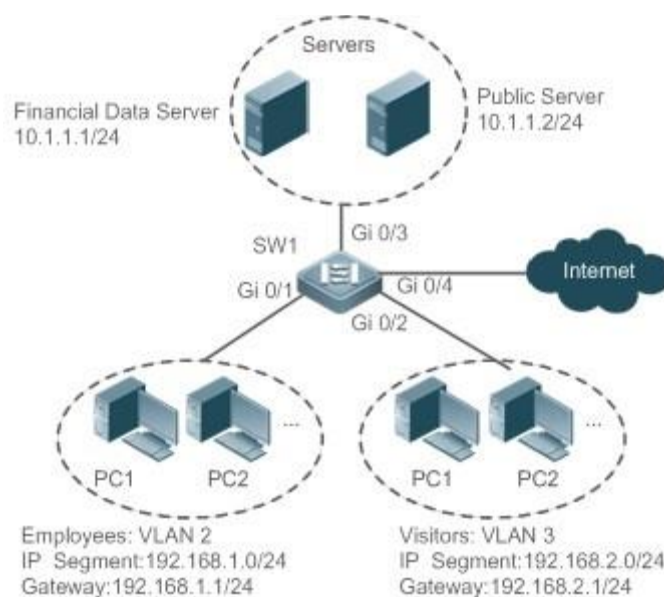 Servers
Financial Data Server
10.1.1.1/24
Public Server
10.1.1.2/24
Gi 0/3
SW1
Internet
Gi 0/1
Gi 0/4
Gi 0/2
...
...
PC1
PC2
PC1
PC2
Employees: VLAN 2
IP Segment:192.168.1.0/24
Gateway:192.168.1.1/24
Visitors: VLAN 3
IP Segment:192.168.2.0/24
Gateway:192.168.2.1/24